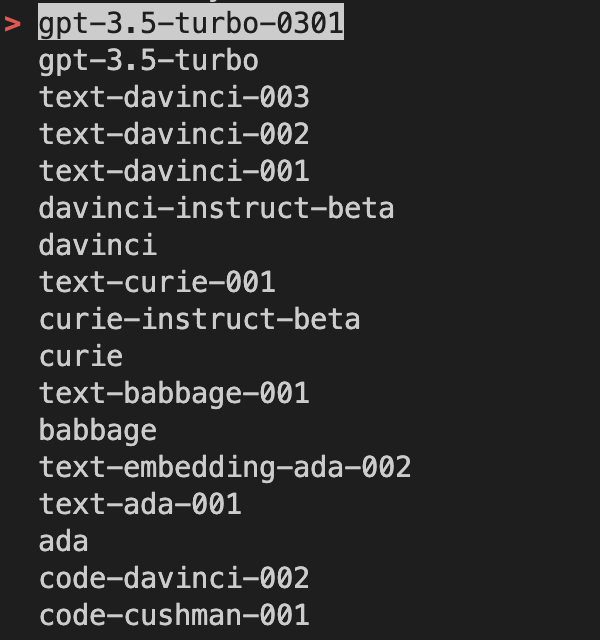 > gpt-3.5-turbo-0301
gpt-3.5-turbo
text-davinci-003
text-davinci-002
text-davinci-001
davinci-instruct-beta
davinci
text-curie-001
curie-instruct-beta
curie
text-babbage-001
babbage
text-embedding-ada-002
text-ada-001
ada
code-davinci-002
code-cushman-001